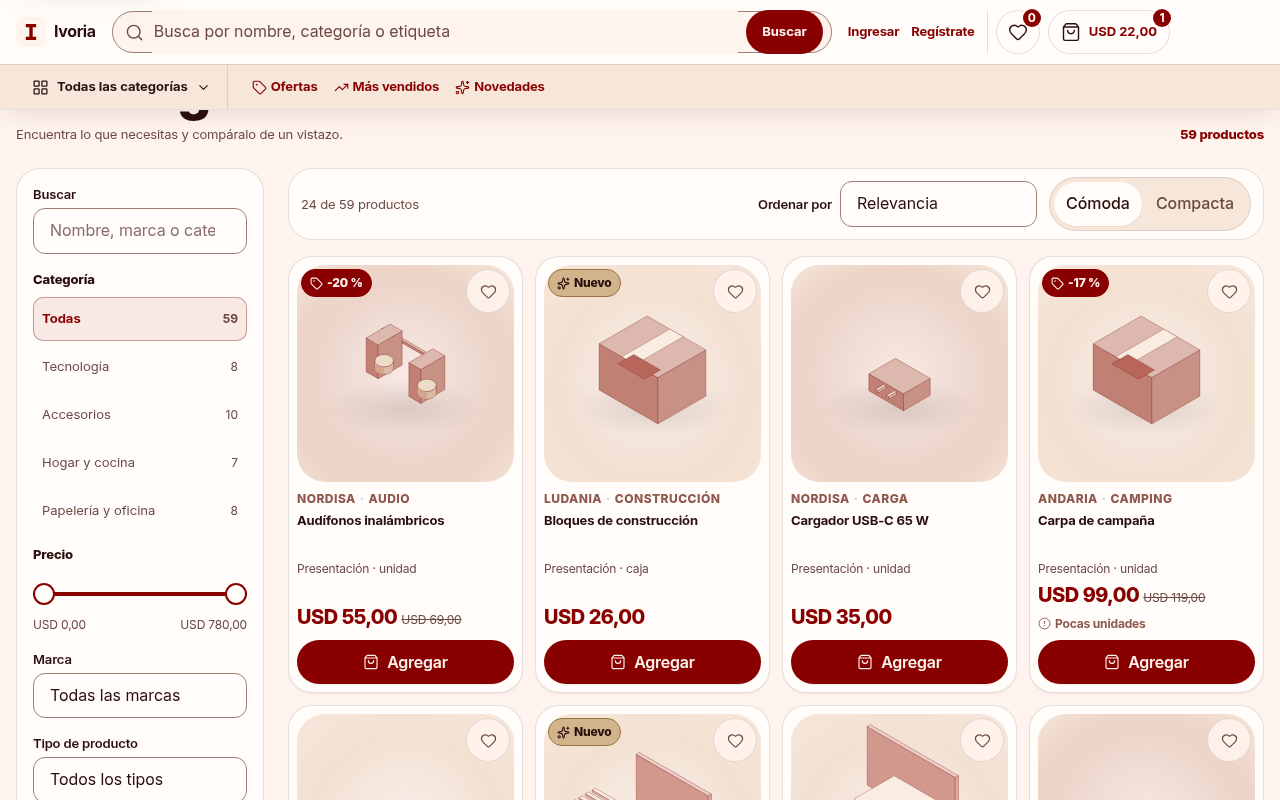 I Ivoria
Busca por nombre, categoría o etiqueta
Buscar
Ingresar
Regístrate
0
USD 22,00
1
Todas las categorías
Ofertas
Más vendidos
Novedades
Encuentra lo que necesitas y compáralo de un vistazo.
59 productos
Buscar
Nombre, marca o cate
Categoría
Todas 59
Tecnología 8
Accesorios 10
Hogar y cocina 7
Papelería y oficina 8
Precio
USD 0,00 USD 780,00
Marca
Todas las marcas
Tipo de producto
Todos los tipos
24 de 59 productos
Ordenar por
Relevancia
Cómoda
Compacta
-20 %
NORDISA · AUDIO
Audífonos inalámbricos
Presentación · unidad
USD 55,00 USD 69,00
Agregar
Nuevo
LUDANIA · CONSTRUCCIÓN
Bloques de construcción
Presentación · caja
USD 26,00
Agregar
NORDISA · CARGA
Cargador USB-C 65 W
Presentación · unidad
USD 35,00
Agregar
-17 %
ANDARIA · CAMPING
Carpa de campaña
Presentación · unidad
USD 99,00 USD 119,00
Pocas unidades
Agregar
Nuevo